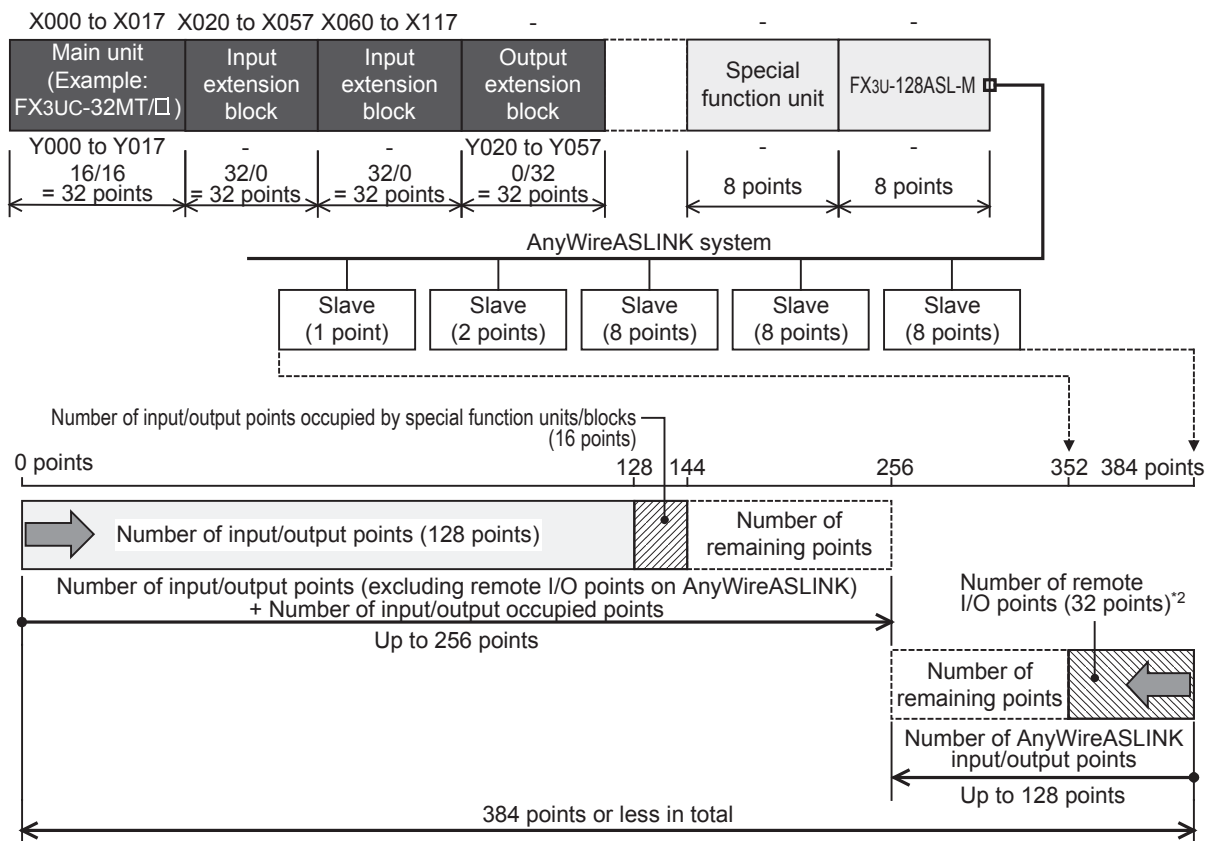 X000 to X017 X020 to X057 X060 to X117 - - -
Main unit
(Example:
FX3UC-32MT/□)
Input
extension
block
Input
extension
block
Output
extension
block
Special
function unit
FX3U-128ASL-M
Y000 to Y017 - - Y020 to Y057 - -
16/16
= 32 points
32/0
= 32 points
32/0
= 32 points
0/32
= 32 points
8 points
8 points
AnyWireASLINK system
Slave
(1 point)
Slave
(2 points)
Slave
(8 points)
Slave
(8 points)
Slave
(8 points)
Number of input/output points occupied by special function units/blocks
(16 points)
0 points 128 144 256 352 384 points
Number of input/output points (128 points)
Number of
remaining points
Number of input/output points (excluding remote I/O points on AnyWireASLINK)
+ Number of input/output occupied points
Up to 256 points
Number of remote
I/O points (32 points)*2
Number of
remaining points
Number of AnyWireASLINK
input/output points
Up to 128 points
384 points or less in total